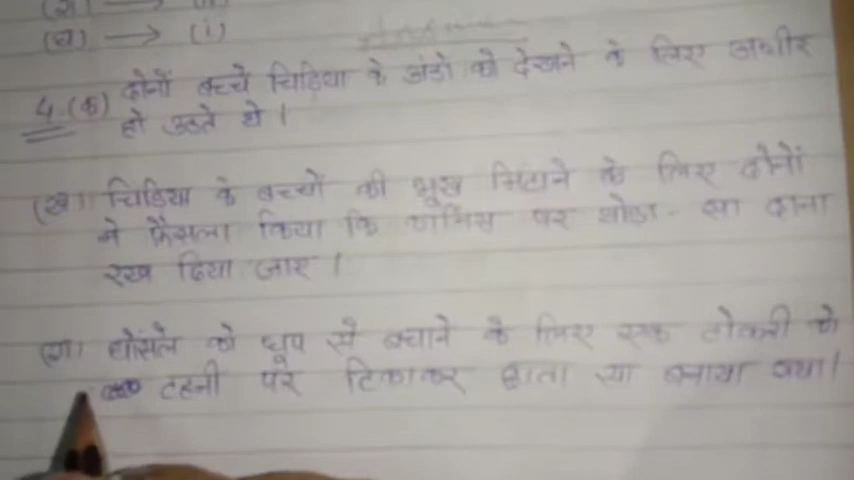 (ब) → (i)
4.(क) दोनों बच्चे चिड़िया के अंडो को देखने के लिए अधीर
हो उठते थे।
(ख) चिड़िया के बच्चों की भूख मिटाने के लिए दोनों
ने फ़ैसला किया कि कार्निस पर थोड़ा-सा दाना
रख दिया जाए।
(ग) घोंसले को धूप से बचाने के लिए एक टोकरी को
टहनी पर टिकाकर छाता सा बनाया गया।